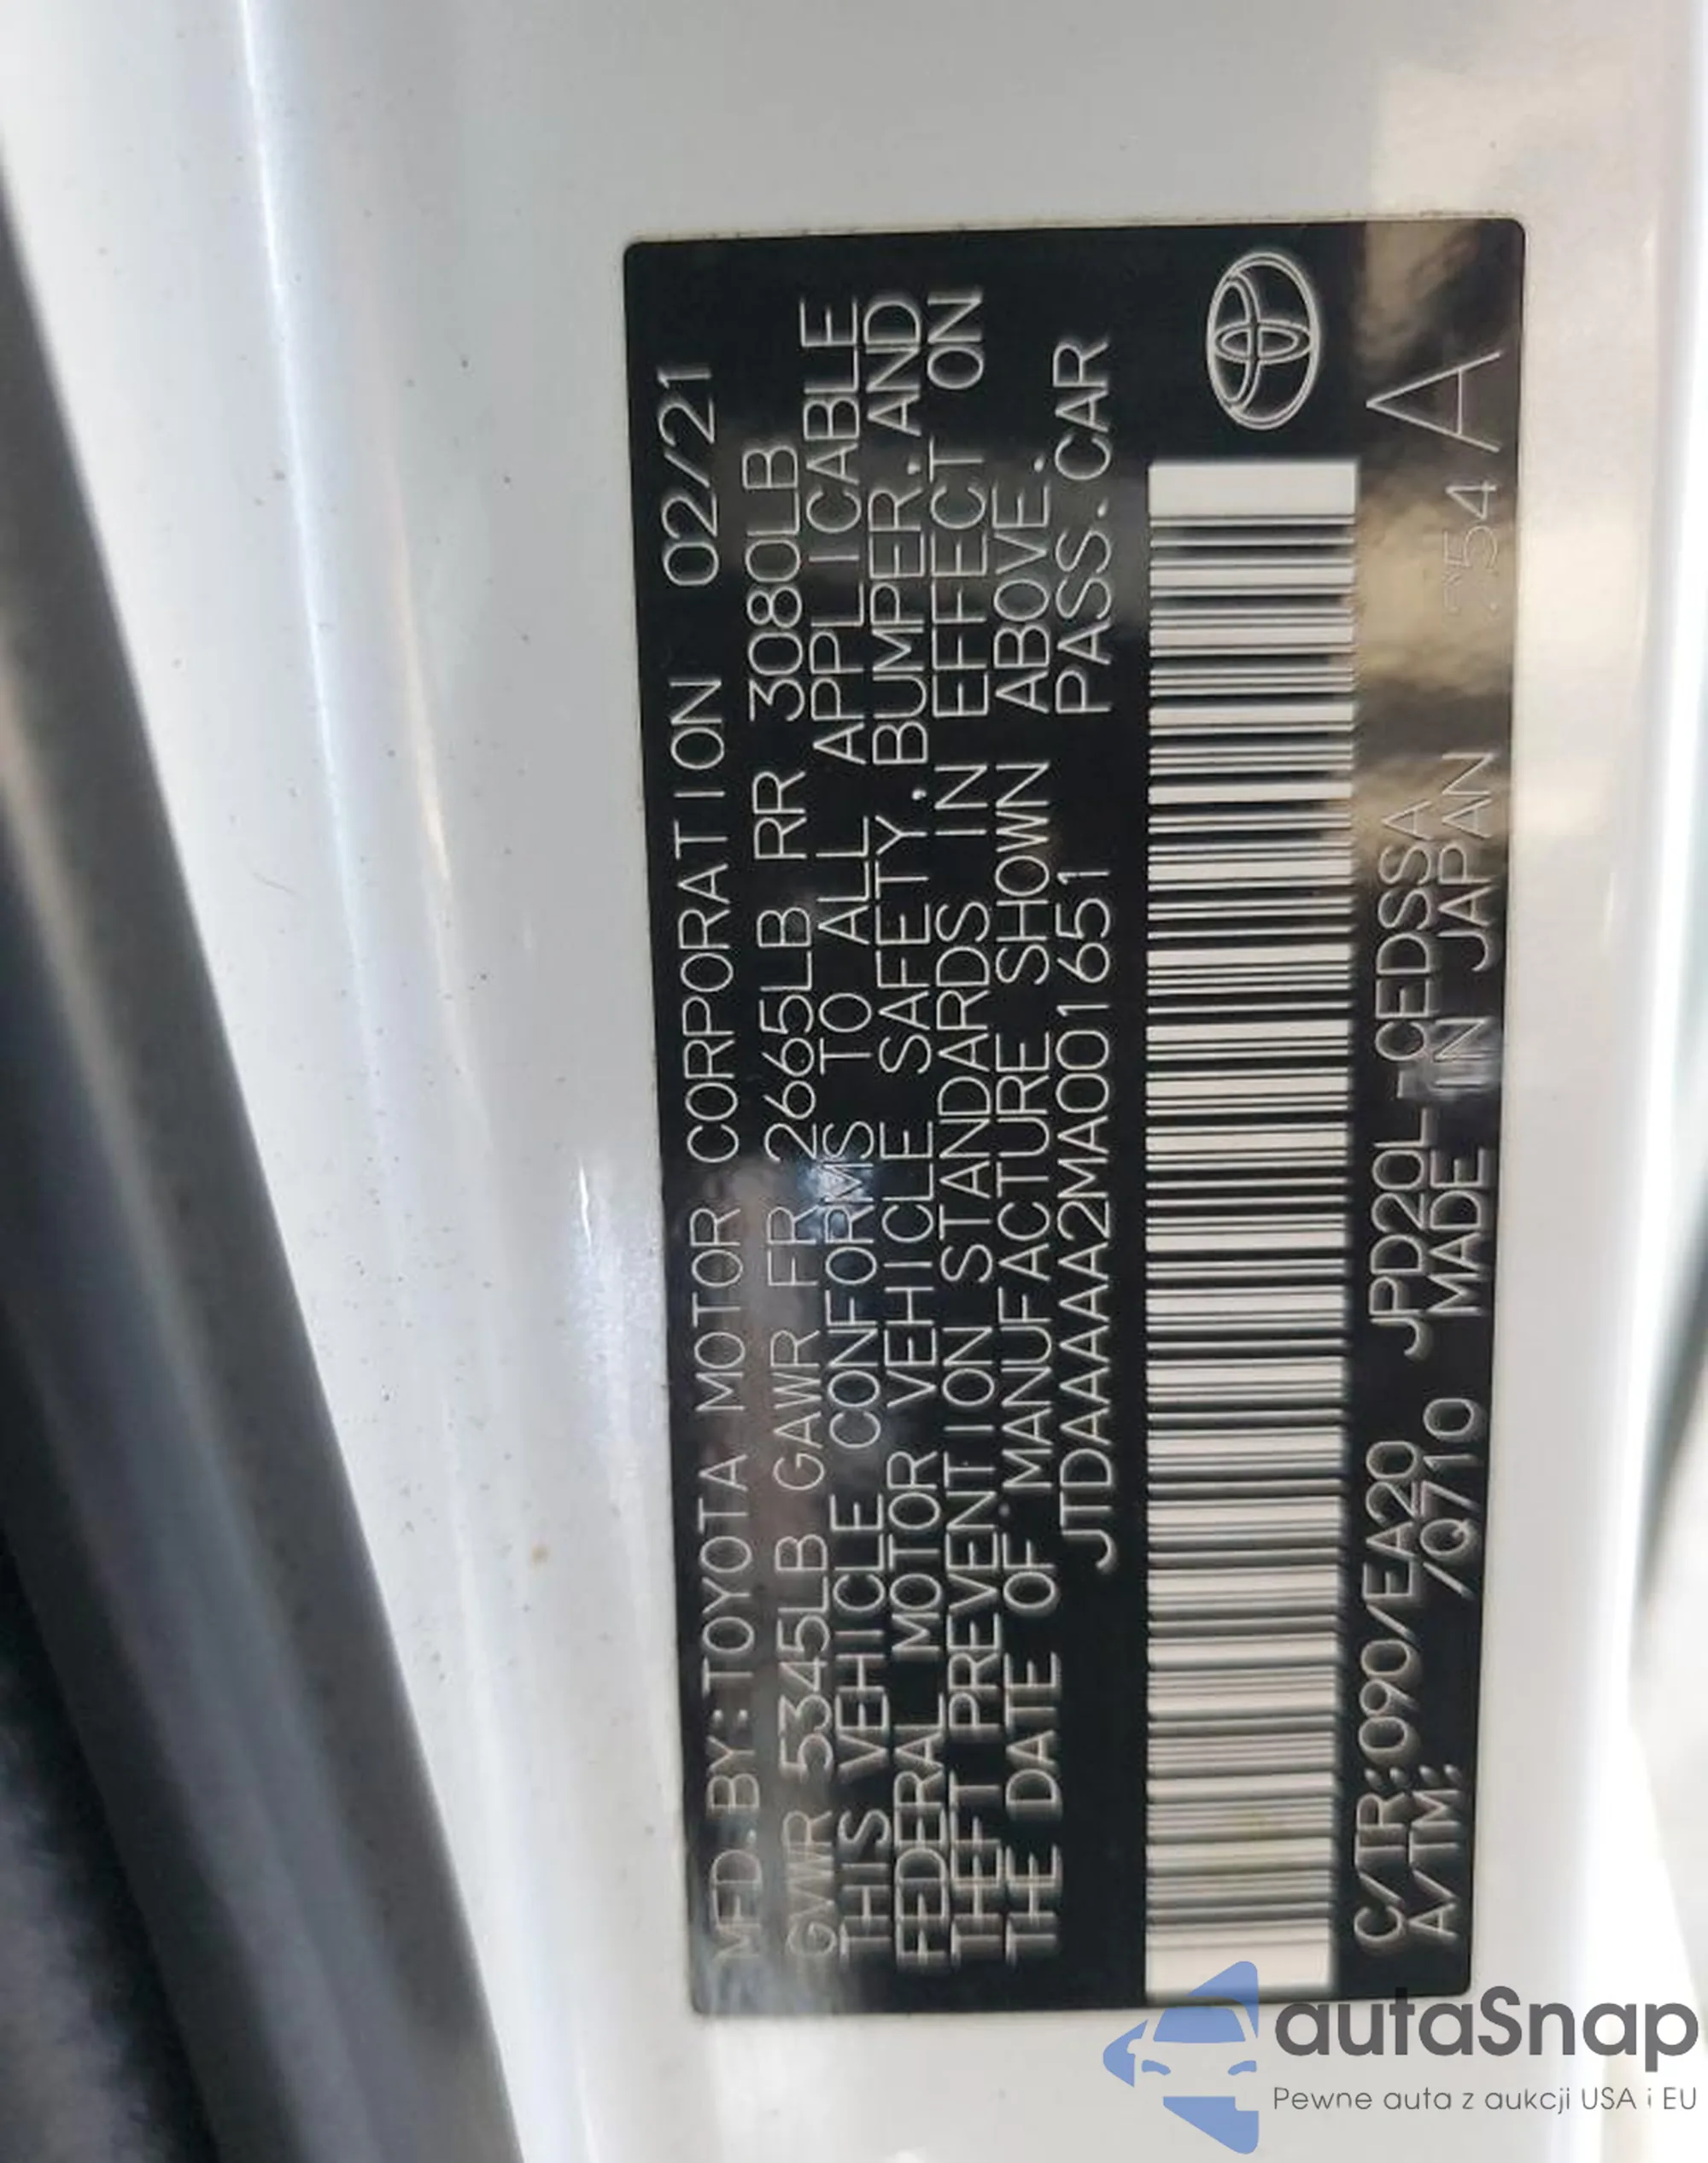 MFD.BY:TOYOTA MOTOR CORPORATION 02/21
GVWR 5345LB GAWR FR 2665LB RR 3080LB
THIS VEHICLE CONFORMS TO ALL APPLICABLE
FEDERAL MOTOR VEHICLE SAFETY, BUMPER, AND
THEFT PREVENTION STANDARDS IN EFFECT ON
THE DATE OF MANUFACTURE SHOWN ABOVE.
JTDAAAAA2MA001651 PASS.CAR
C/TR:090/EA20 JPD20L-CEDSSA
A/TM: /Q710 MADE IN JAPAN 354 A
autaSnap
Pewne auta z aukcji USA i EU